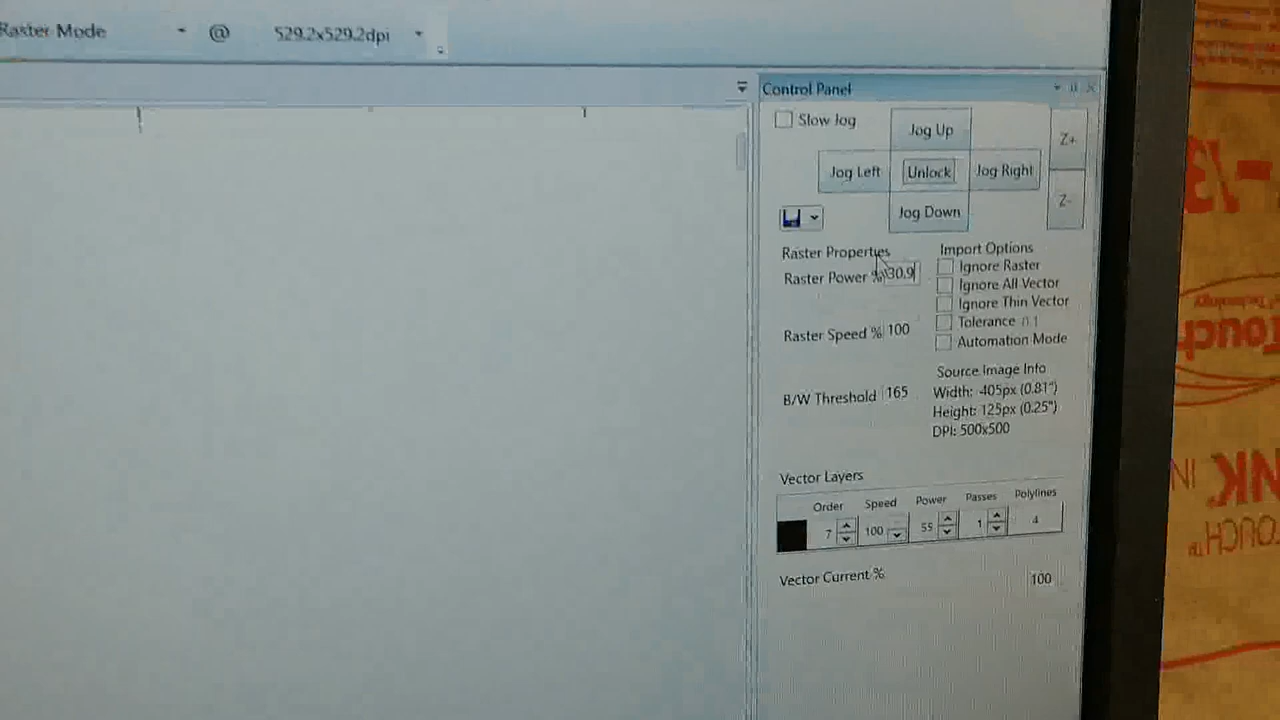 Raster Mode @ 529.2x529.2dpi
Control Panel
Slow Jog
Jog Up
Z+
Jog Left
Unlock
Jog Right
Z-
Jog Down
Raster Properties
Raster Power % 30.9
Raster Speed % 100
B/W Threshold 165
Import Options
Ignore Raster
Ignore All Vector
Ignore Thin Vector
Tolerance 0.1
Automation Mode
Source Image Info
Width: 405px (0.81")
Height: 125px (0.25")
DPI: 500x500
Vector Layers
Order Speed Power Passes Polylines
7 100 55 1 4
Vector Current % 100